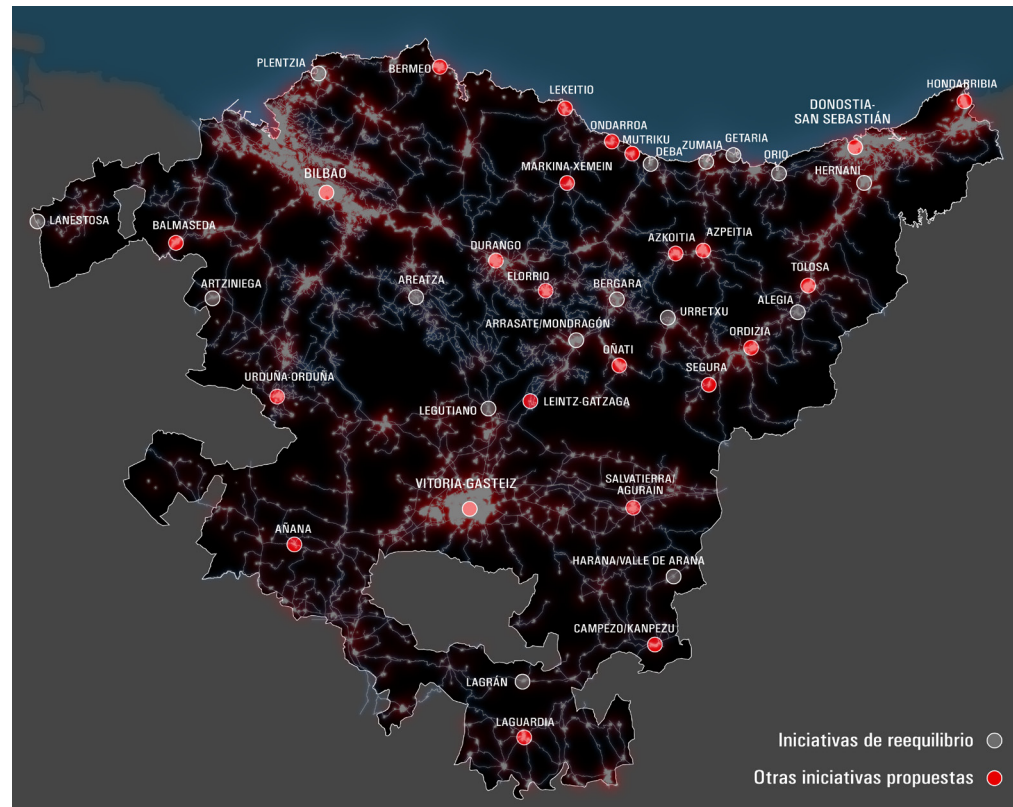 PLENTZIA
BERMEO
LEKEITIO
HONDARRIBIA
DONOSTIA-
SAN SEBASTIÁN
ONDARROA
MUTRIKU
DEBA
ZUMAIA
GETARIA
ORIO
HERNANI
MARKINA-XEMEIN
BILBAO
LANESTOSA
BALMASEDA
DURANGO
AZKOITIA
AZPEITIA
ELORRIO
TOLOSA
ARTZINIEGA
AREATZA
BERGARA
ALEGIA
URRETXU
ARRASATE/MONDRAGÓN
ORDIZIA
OÑATI
SEGURA
URDUÑA-ORDUÑA
LEINTZ-GATZAGA
LEGUTIANO
VITORIA-GASTEIZ
SALVATIERRA/
AGURAIN
AÑANA
HARANA/VALLE DE ARANA
CAMPEZO/KANPEZU
LAGRÁN
LAGUARDIA
Iniciativas de reequilibrio
Otras iniciativas propuestas